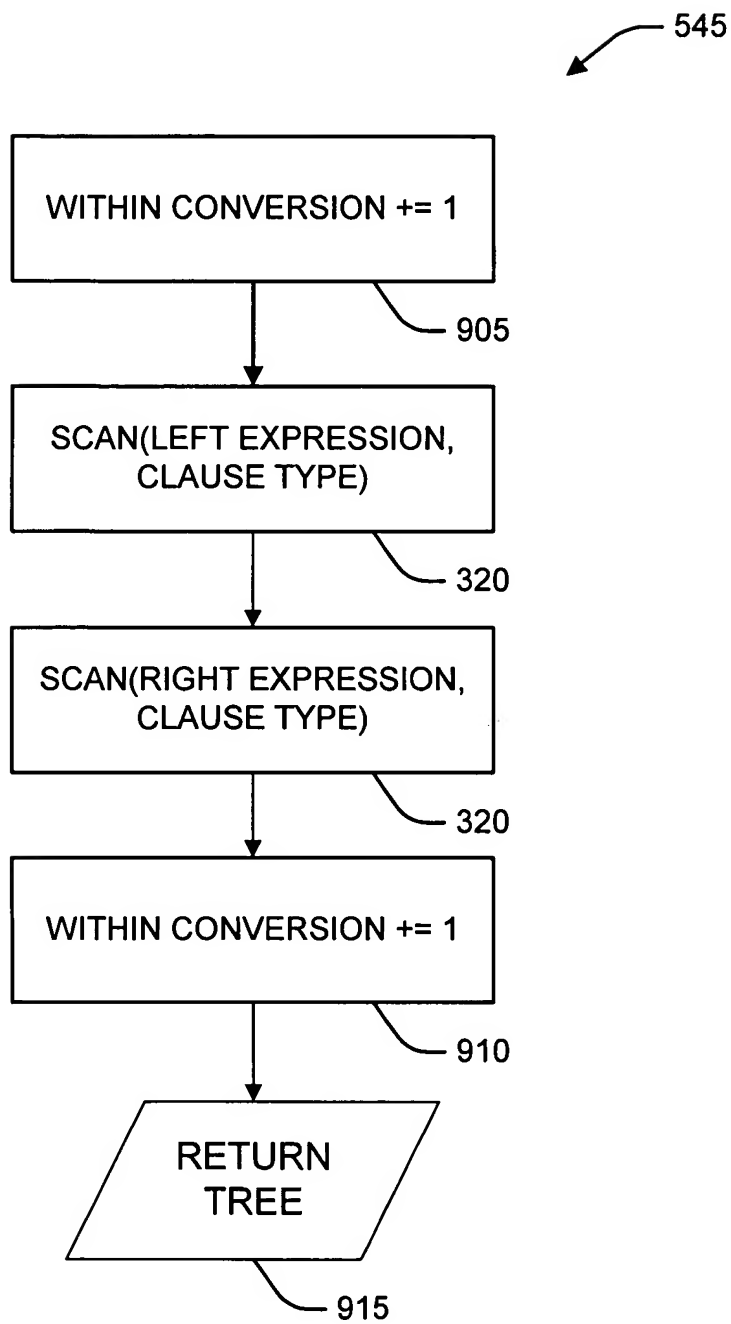 545
WITHIN CONVERSION += 1
905
SCAN(LEFT EXPRESSION,
CLAUSE TYPE)
320
SCAN(RIGHT EXPRESSION,
CLAUSE TYPE)
320
WITHIN CONVERSION += 1
910
RETURN
TREE
915